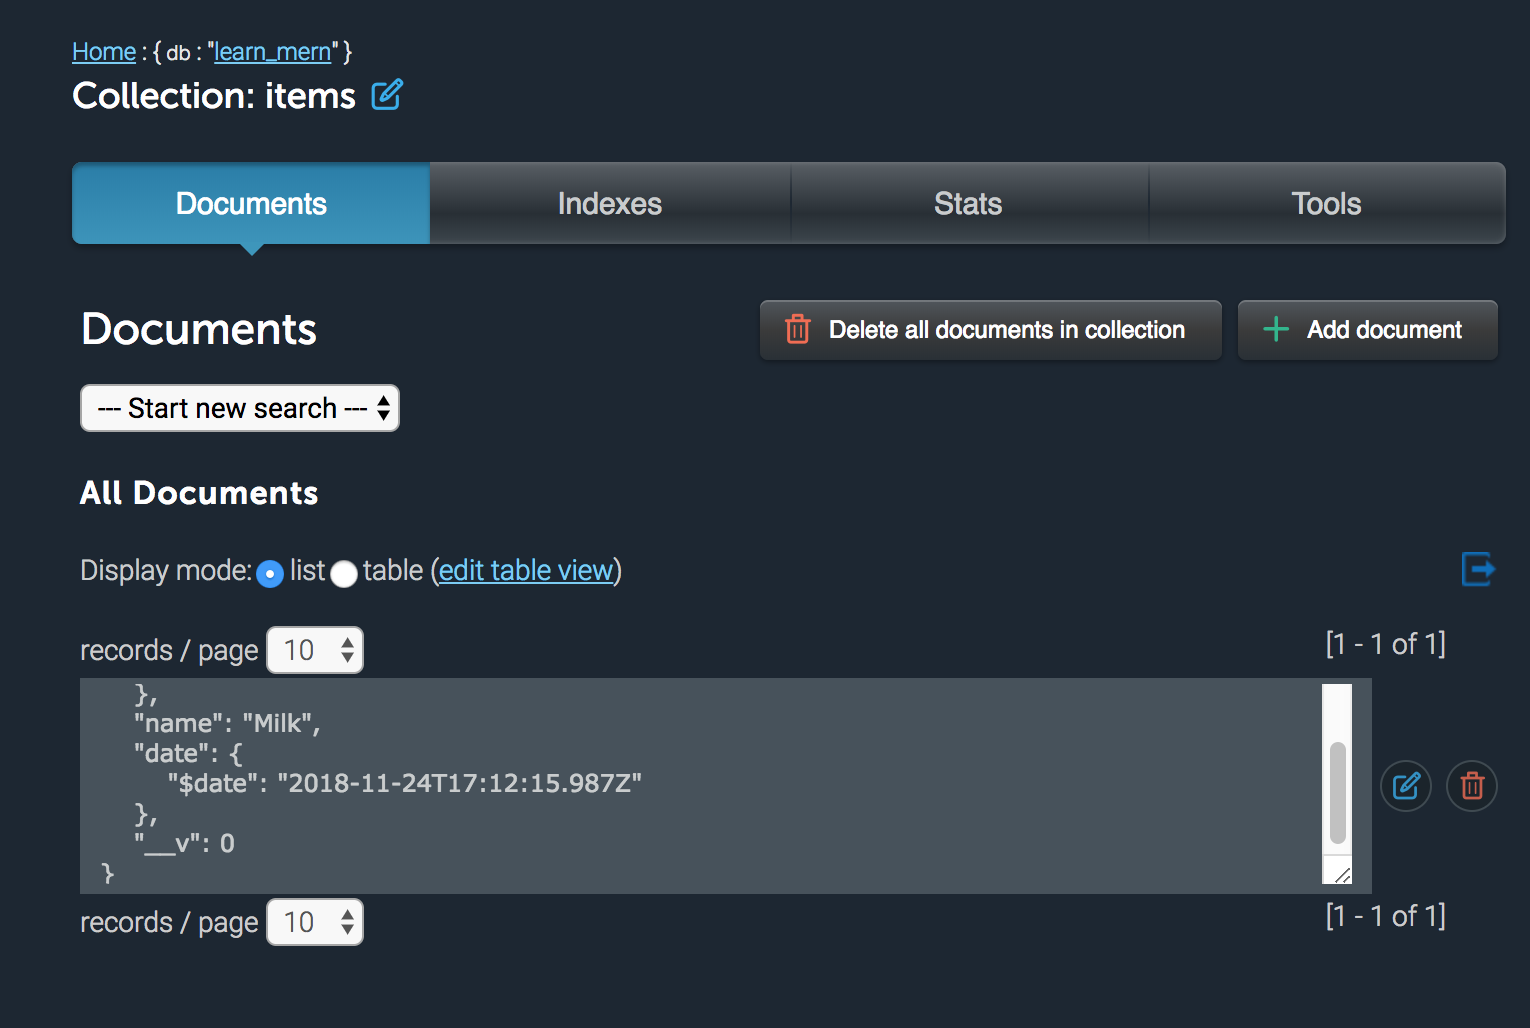 Home : { db : "learn_mern" }
Collection: items
Documents Indexes Stats Tools
Documents
Delete all documents in collection
Add document
--- Start new search ---
All Documents
Display mode: list table (edit table view)
records / page 10 [1 - 1 of 1]
},
"name": "Milk",
"date": {
"$date": "2018-11-24T17:12:15.987Z"
},
"__v": 0
}
records / page 10 [1 - 1 of 1]